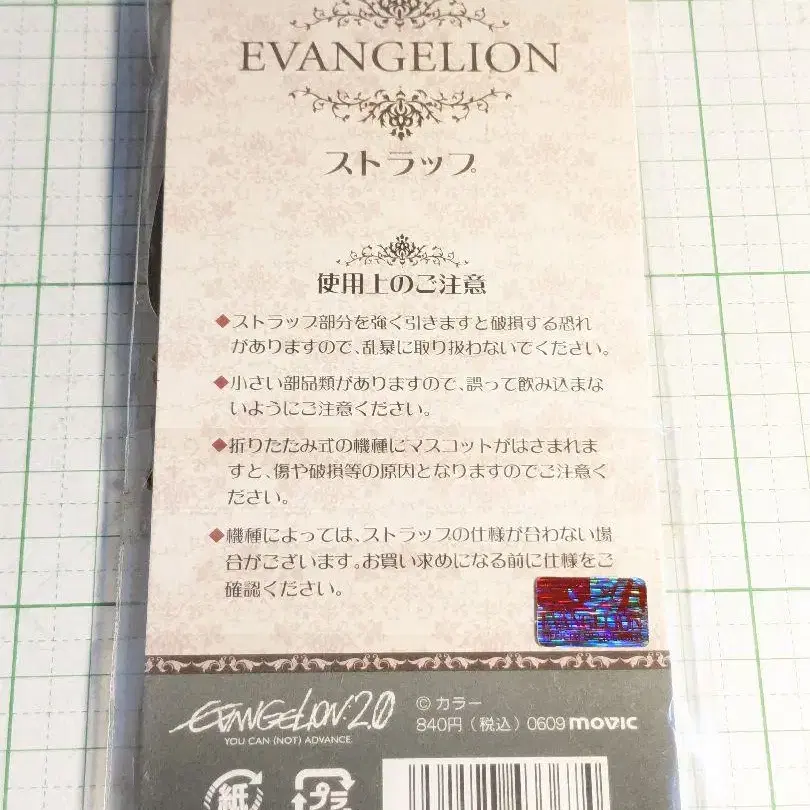 EVANGELION
ストラップ
使用上のご注意
◆ストラップ部分を強く引きますと破損する恐れ
がありますので、乱暴に取り扱わないでください。
◆小さい部品類がありますので、誤って飲み込まな
いようにご注意ください。
◆折りたたみ式の機種にマスコットがはさまれま
すと、傷や破損等の原因となりますのでご注意く
ださい。
◆機種によっては、ストラップの仕様が合わない場
合がございます。お買い求めになる前に仕様をご
確認ください。
EVANGELION
EVANGELION:2.0
YOU CAN (NOT) ADVANCE.
© カラー
840円（税込）0609 movic
紙
プラ